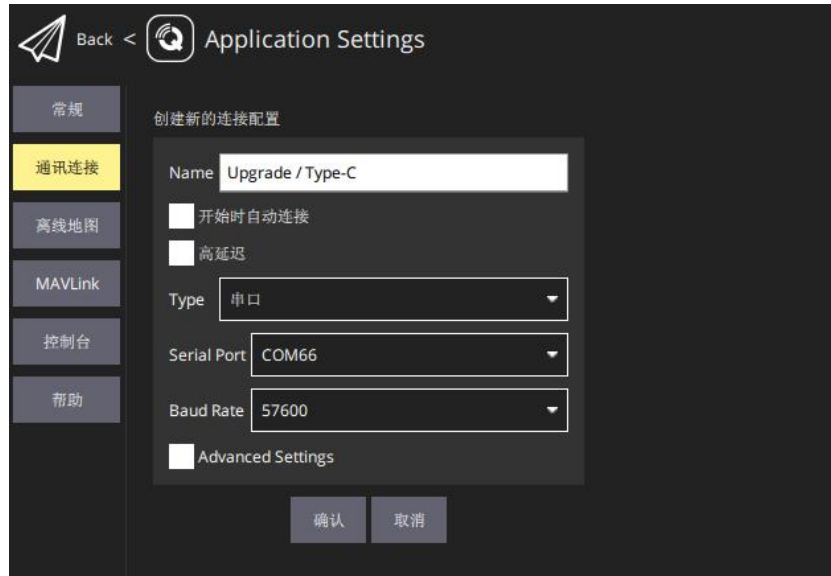 Back < Application Settings
常规
通讯连接
离线地图
MAVLink
控制台
帮助
创建新的连接配置
Name Upgrade / Type-C
开始时自动连接
高延迟
Type 串口
Serial Port COM66
Baud Rate 57600
Advanced Settings
确认 取消